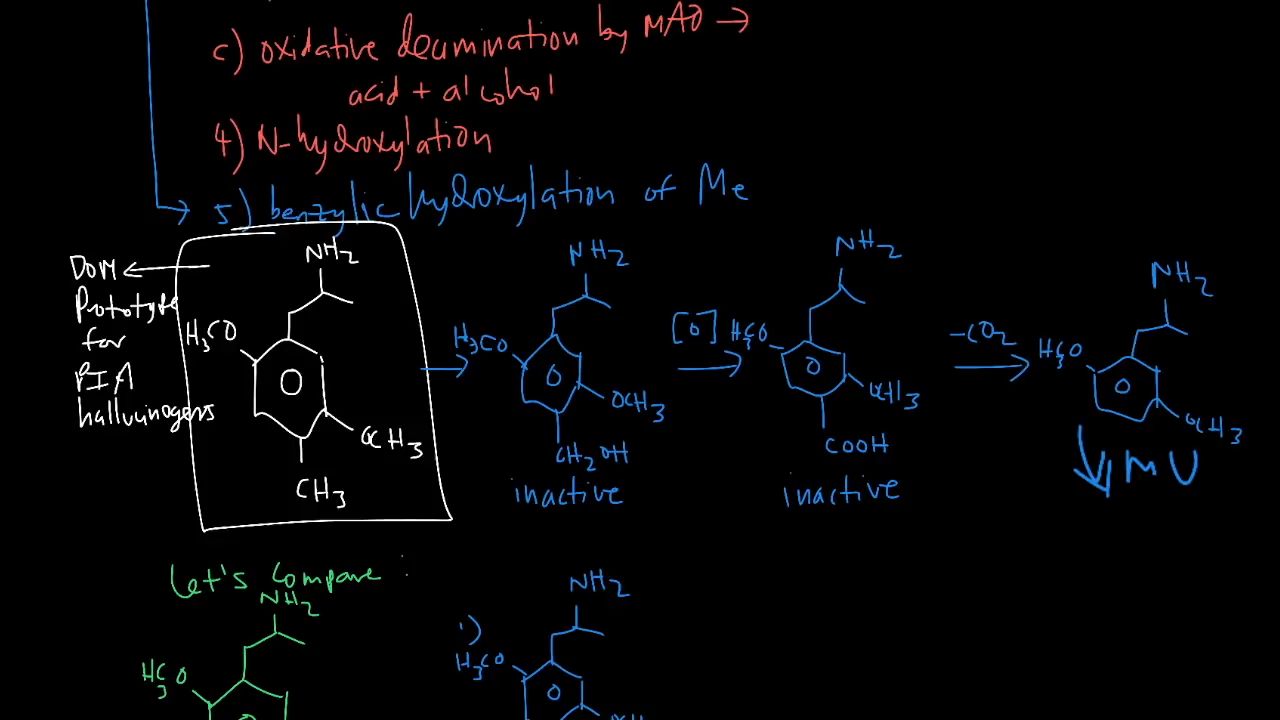 c) oxidative deamination by MAO →
acid + alcohol
4) N-hydroxylation
5) benzylic hydroxylation of Me
DOM ←
Prototype
for
PIA
hallucinogens
NH2
H3CO
OCH3
CH3
→
NH2
H3CO
OCH3
CH2OH
inactive
[O]
→
NH2
H3CO
OCH3
COOH
inactive
-CO2
→
NH2
H3CO
OCH3
↓ MU
Let's compare :
NH2
H3CO
1)
NH2
H3CO